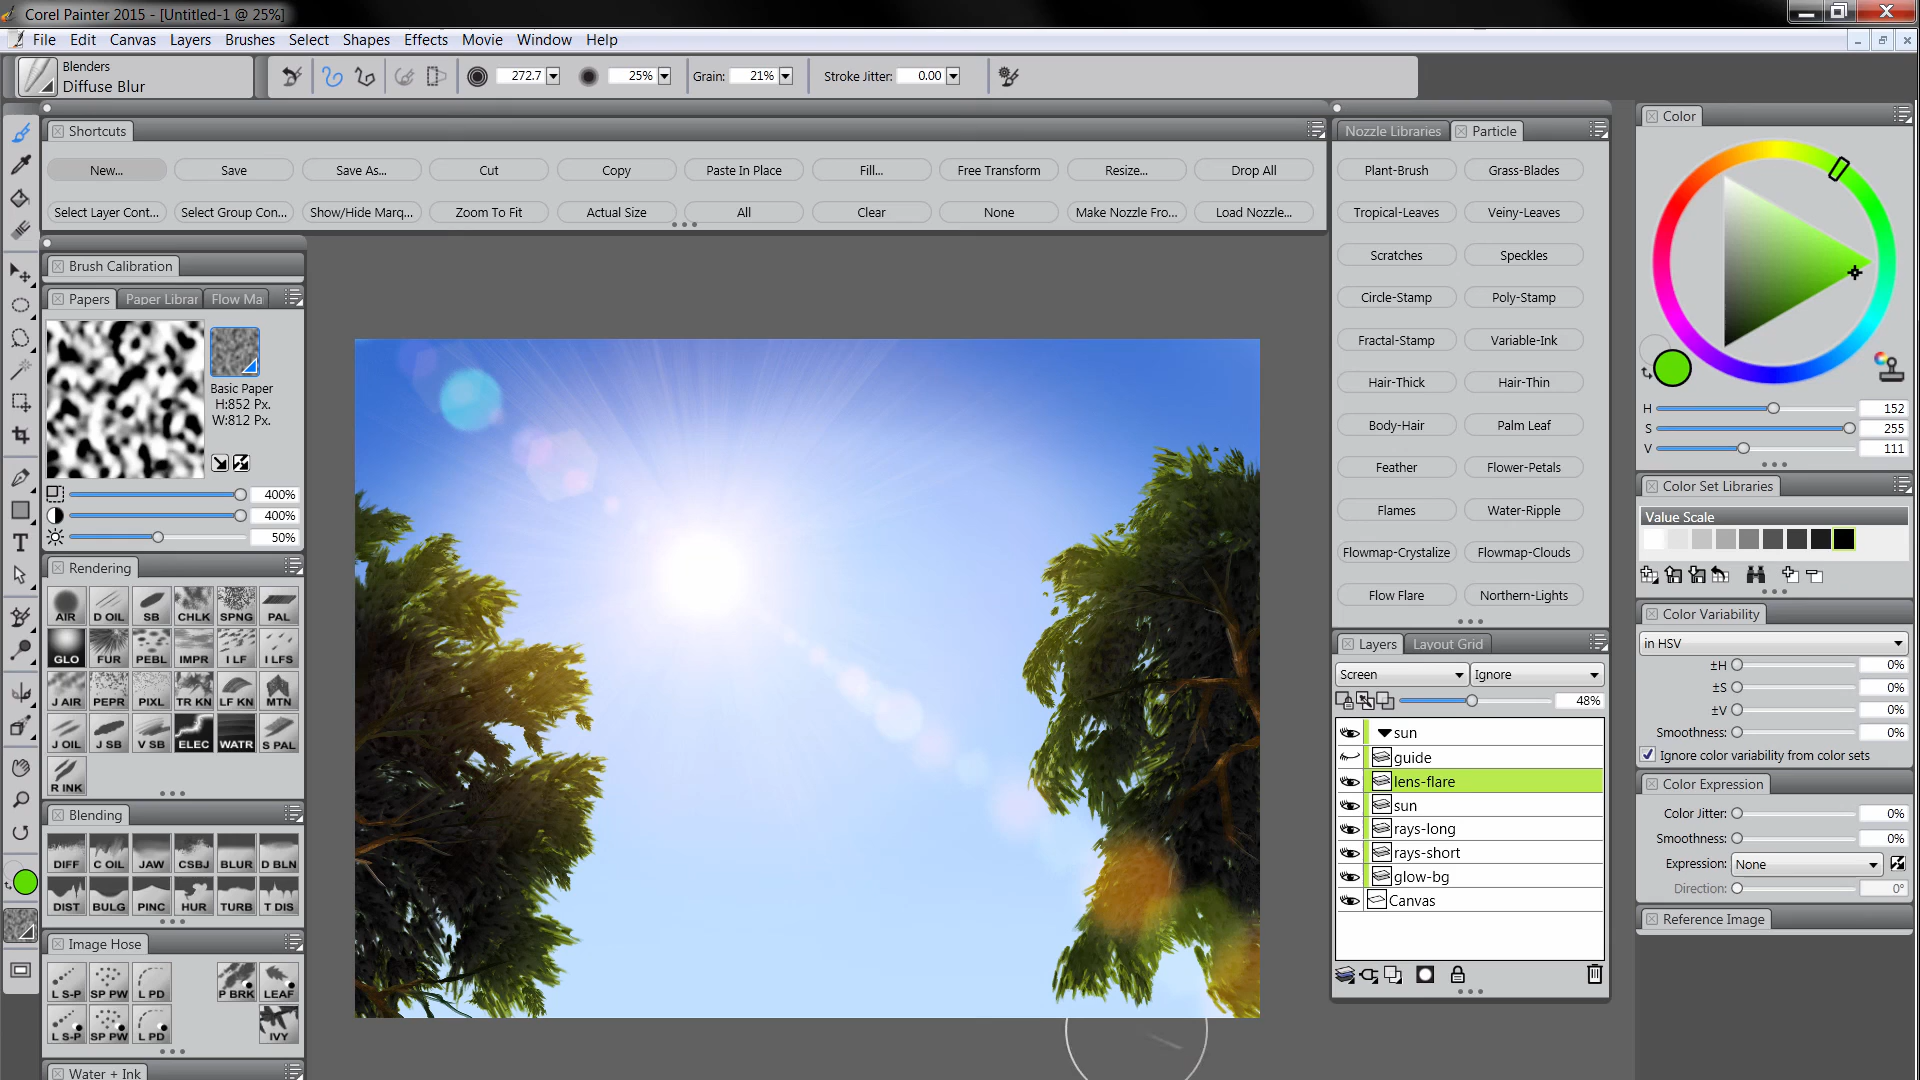 Corel Painter 2015 - [Untitled-1 @ 25%]
File Edit Canvas Layers Brushes Select Shapes Effects Movie Window Help
Blenders
Diffuse Blur
272.7 25% Grain: 21% Stroke Jitter: 0.00
Shortcuts
New... Save Save As... Cut Copy Paste In Place Fill... Free Transform Resize... Drop All
Select Layer Cont... Select Group Con... Show/Hide Marq... Zoom To Fit Actual Size All Clear None Make Nozzle Fro... Load Nozzle...
Brush Calibration
Papers Paper Librar Flow Ma
Basic Paper
H:852 Px.
W:812 Px.
400%
400%
50%
Rendering
AIR D OIL SB CHLK SPNG PAL
GLO FUR PEBL IMPR I LF I LFS
J AIR PEPR PIXL TR KN LF KN MTN
J OIL J SB V SB ELEC WATR S PAL
R INK
Blending
DIFF C OIL JAW CSBJ BLUR D BLN
DIST BULG PINC HUR TURB T DIS
Image Hose
L S-P SP PW L PD P BRK LEAF
L S-P SP PW L PD IVY
Water + Ink
Nozzle Libraries Particle
Plant-Brush Grass-Blades
Tropical-Leaves Veiny-Leaves
Scratches Speckles
Circle-Stamp Poly-Stamp
Fractal-Stamp Variable-Ink
Hair-Thick Hair-Thin
Body-Hair Palm Leaf
Feather Flower-Petals
Flames Water-Ripple
Flowmap-Crystalize Flowmap-Clouds
Flow Flare Northern-Lights
Layers Layout Grid
Screen Ignore
48%
sun
guide
lens-flare
sun
rays-long
rays-short
glow-bg
Canvas
Color
H 152
S 255
V 111
Color Set Libraries
Value Scale
Color Variability
in HSV
±H 0%
±S 0%
±V 0%
Smoothness: 0%
Ignore color variability from color sets
Color Expression
Color Jitter: 0%
Smoothness: 0%
Expression: None
Direction: 0°
Reference Image